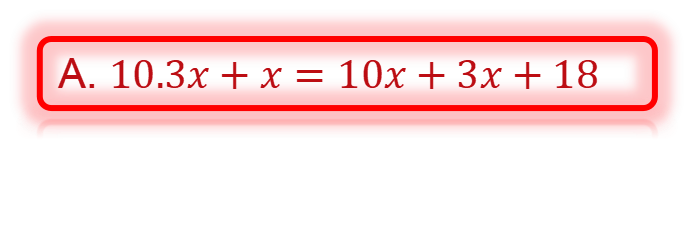 A. 10.3x + x = 10x + 3x + 18